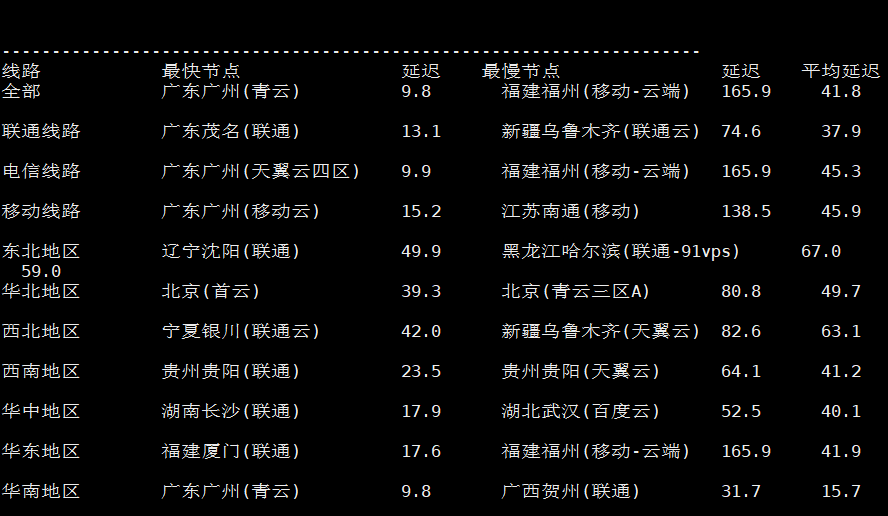 ----------------------------------------------------------------------
线路 最快节点 延迟 最慢节点 延迟 平均延迟
全部 广东广州(青云) 9.8 福建福州(移动-云端) 165.9 41.8
联通线路 广东茂名(联通) 13.1 新疆乌鲁木齐(联通云) 74.6 37.9
电信线路 广东广州(天翼云四区) 9.9 福建福州(移动-云端) 165.9 45.3
移动线路 广东广州(移动云) 15.2 江苏南通(移动) 138.5 45.9
东北地区 辽宁沈阳(联通) 49.9 黑龙江哈尔滨(联通-91vps) 67.0
59.0
华北地区 北京(首云) 39.3 北京(青云三区A) 80.8 49.7
西北地区 宁夏银川(联通云) 42.0 新疆乌鲁木齐(天翼云) 82.6 63.1
西南地区 贵州贵阳(联通) 23.5 贵州贵阳(天翼云) 64.1 41.2
华中地区 湖南长沙(联通) 17.9 湖北武汉(百度云) 52.5 40.1
华东地区 福建厦门(联通) 17.6 福建福州(移动-云端) 165.9 41.9
华南地区 广东广州(青云) 9.8 广西贺州(联通) 31.7 15.7